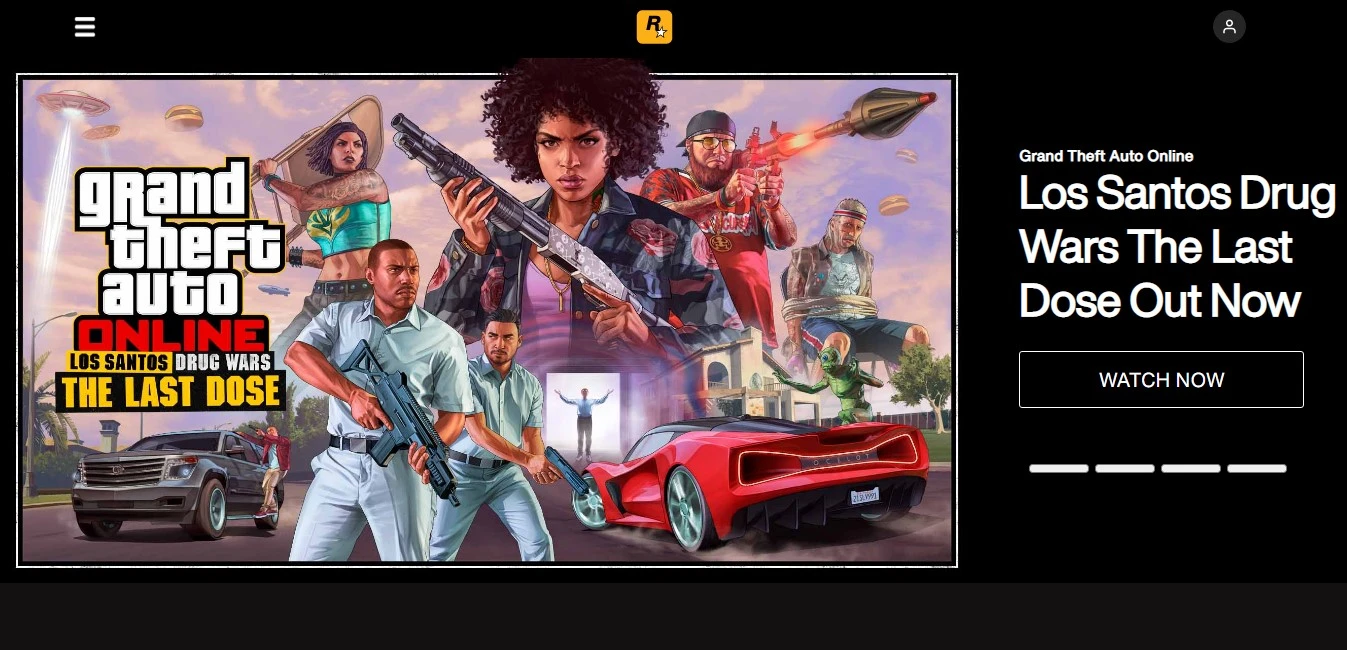 R
Grand
theft
auto
ONLINE
LOS SANTOS DRUG WARS
THE LAST DOSE
OCELOT
Grand Theft Auto Online
Los Santos Drug
Wars The Last
Dose Out Now
WATCH NOW